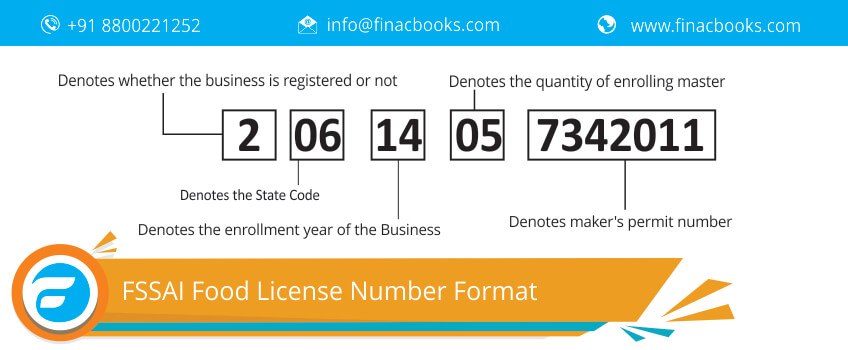 +91 8800221252 info@finacbooks.com www.finacbooks.com
Denotes whether the business is registered or not
Denotes the quantity of enrolling master
2 06 14 05 7342011
Denotes the State Code
Denotes the enrollment year of the Business
Denotes maker's permit number
FSSAI Food License Number Format